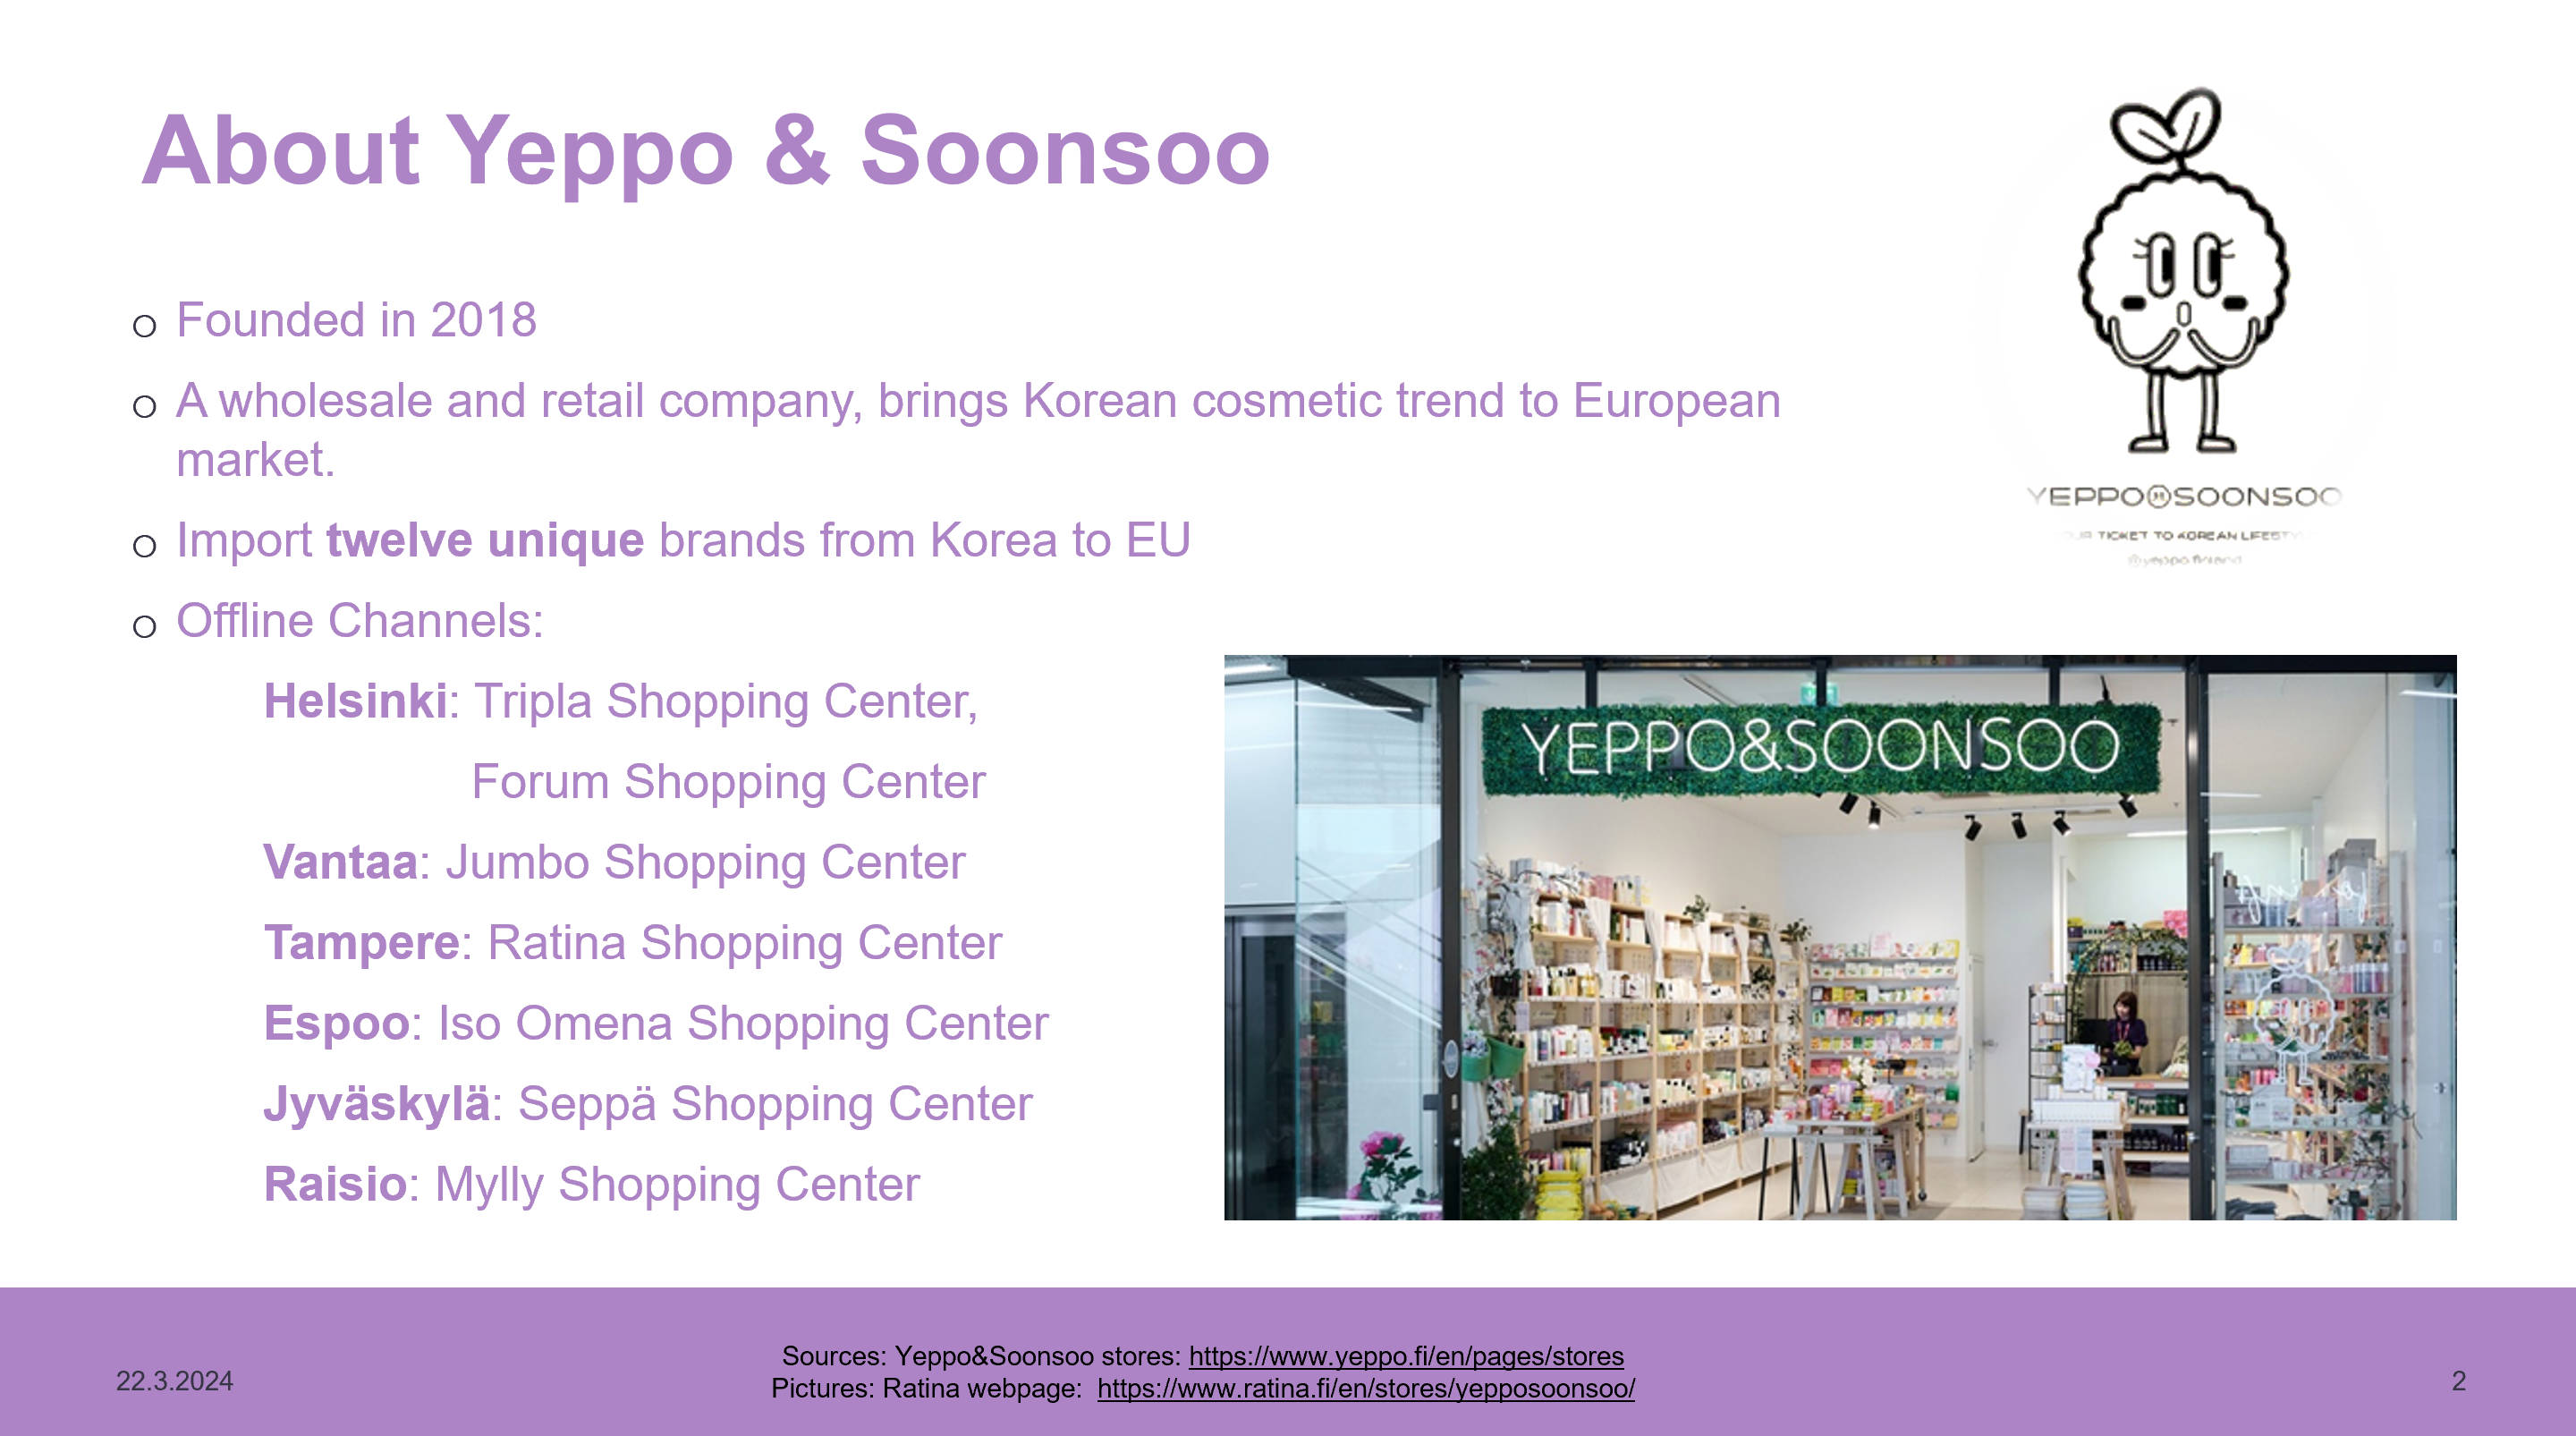 About Yeppo & Soonsoo
Founded in 2018
A wholesale and retail company, brings Korean cosmetic trend to European
market.
Import twelve unique brands from Korea to EU
Offline Channels:
Helsinki: Tripla Shopping Center,
Forum Shopping Center
Vantaa: Jumbo Shopping Center
Tampere: Ratina Shopping Center
Espoo: Iso Omena Shopping Center
Jyväskylä: Seppä Shopping Center
Raisio: Mylly Shopping Center
YEPPO SOONSOO
TICKET TO KOREAN
@yeppo.finland
YEPPO&SOONSOO
22.3.2024
Sources: Yeppo&Soonsoo stores: https://www.yeppo.fi/en/pages/stores
Pictures: Ratina webpage: https://www.ratina.fi/en/stores/yepposoonsoo/
2